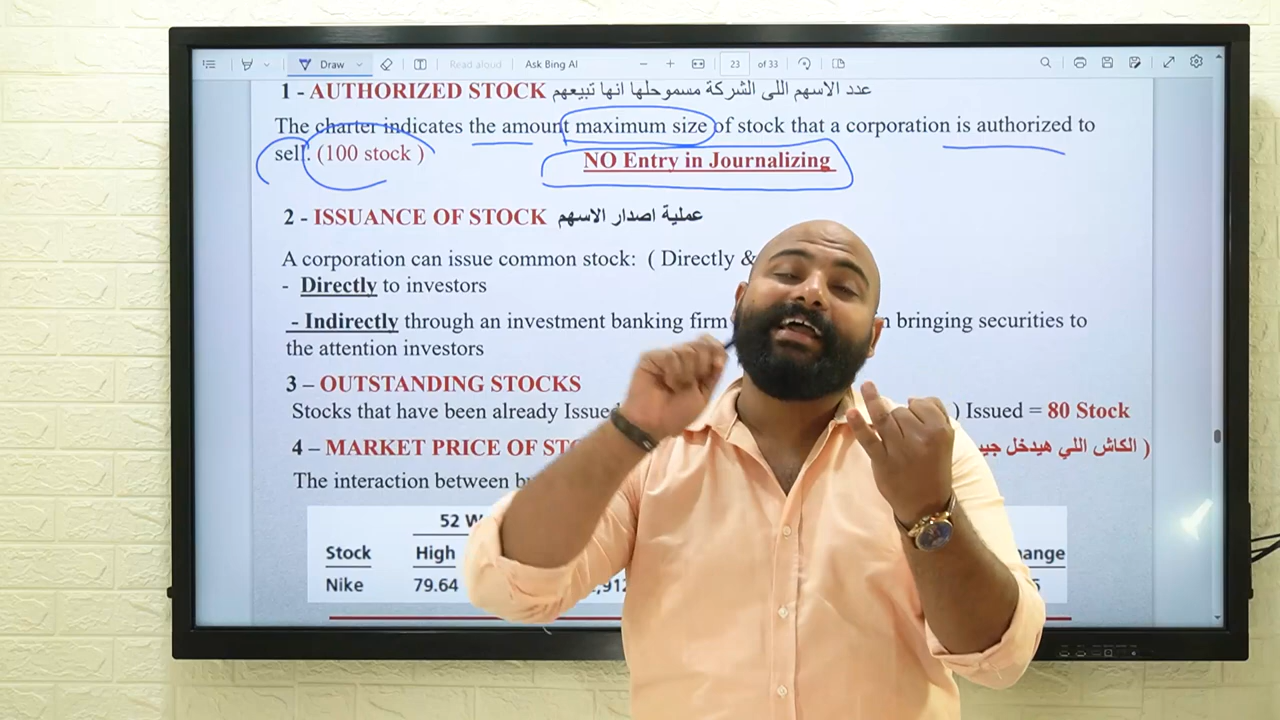 Draw
Read aloud
Ask Bing AI
23 of 33
1 - AUTHORIZED STOCK عدد الاسهم اللى الشركة مسموحلها انها تبيعهم
The charter indicates the amount maximum size of stock that a corporation is authorized to
sell. (100 stock )
NO Entry in Journalizing
2 - ISSUANCE OF STOCK عملية اصدار الاسهم
A corporation can issue common stock: ( Directly &
- Directly to investors
- Indirectly through an investment banking firm bringing securities to
the attention investors
3 – OUTSTANDING STOCKS
Stocks that have been already Issued ) Issued = 80 Stock
4 – MARKET PRICE OF ( الكاش اللي هيدخل
The interaction between
52
Stock High
Nike 79.64